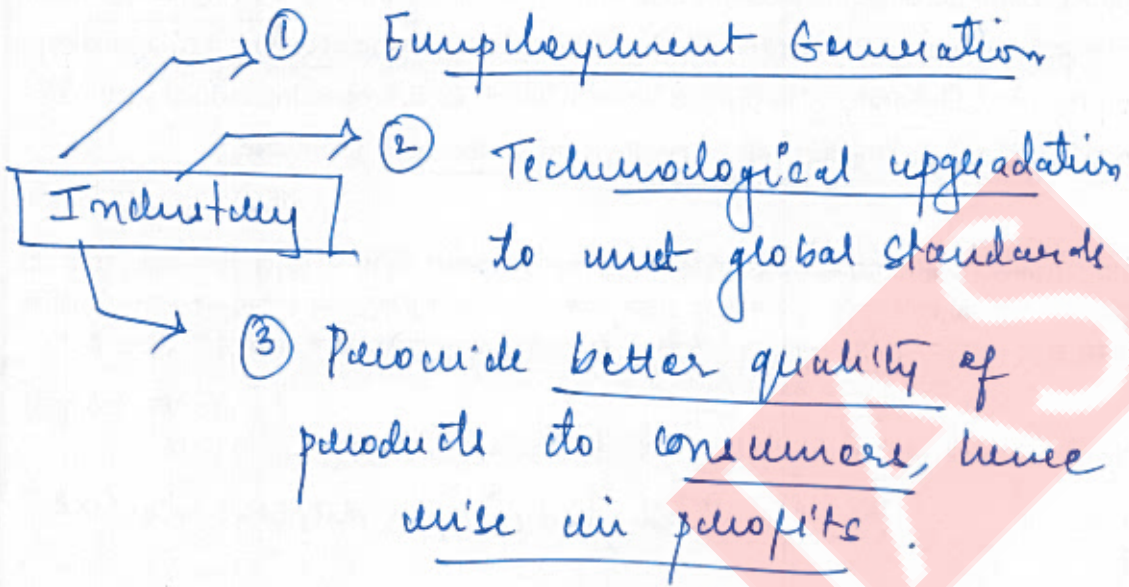 ① Employment Generation
② Technological upgradation
Industry
to meet global standards
③ Provide better quality of
products to consumers, hence
rise in profits.
IAS